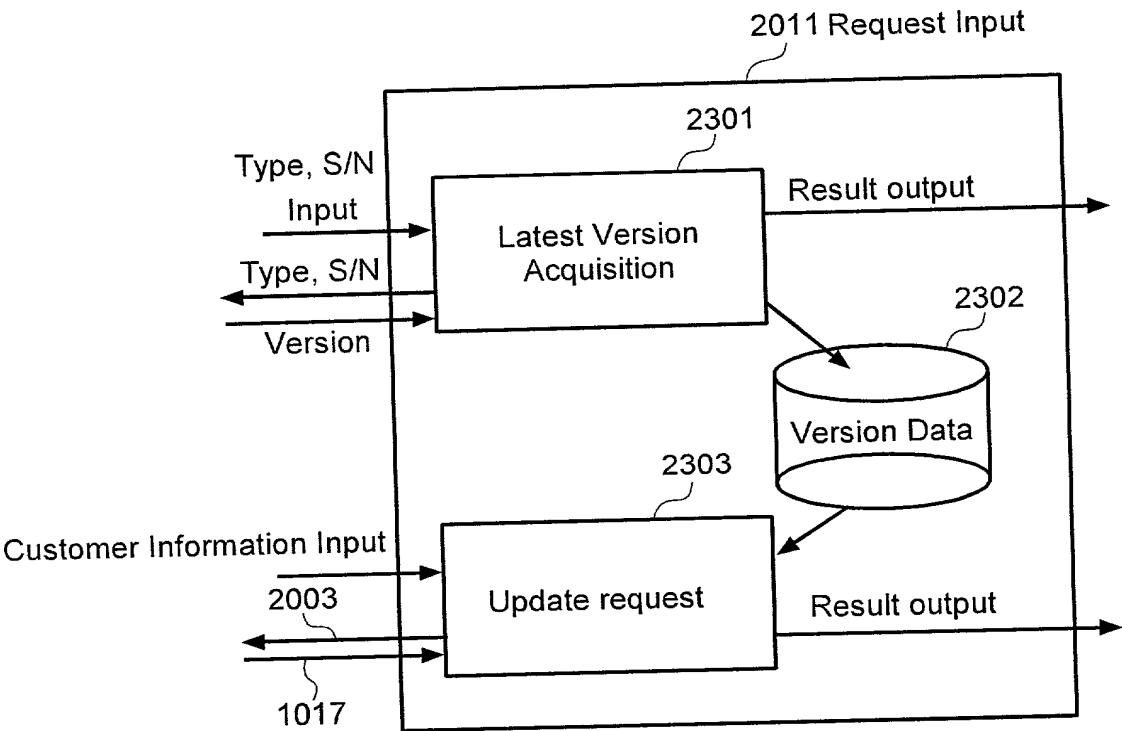 2011 Request Input
2301
Type, S/N
Input
Result output
Latest Version
Acquisition
Type, S/N
Version
2302
Version Data
2303
Customer Information Input
Update request
2003
Result output
1017